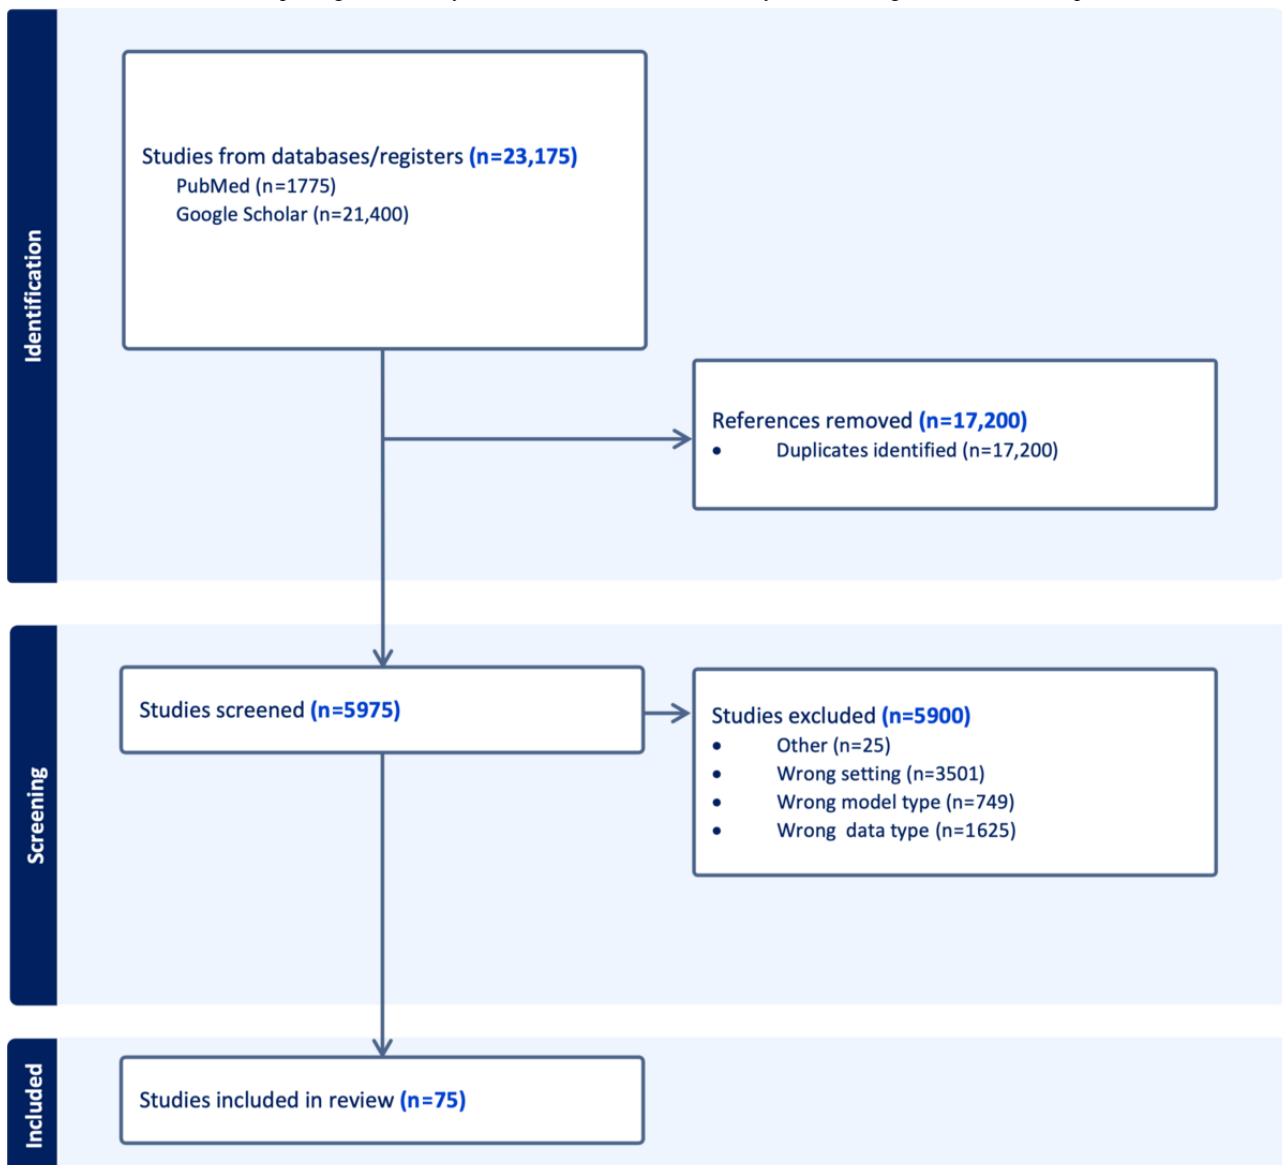 Identification
Studies from databases/registers (n=23,175)
PubMed (n=1775)
Google Scholar (n=21,400)
References removed (n=17,200)
• Duplicates identified (n=17,200)
Screening
Studies screened (n=5975)
Studies excluded (n=5900)
• Other (n=25)
• Wrong setting (n=3501)
• Wrong model type (n=749)
• Wrong  data type (n=1625)
Included
Studies included in review (n=75)